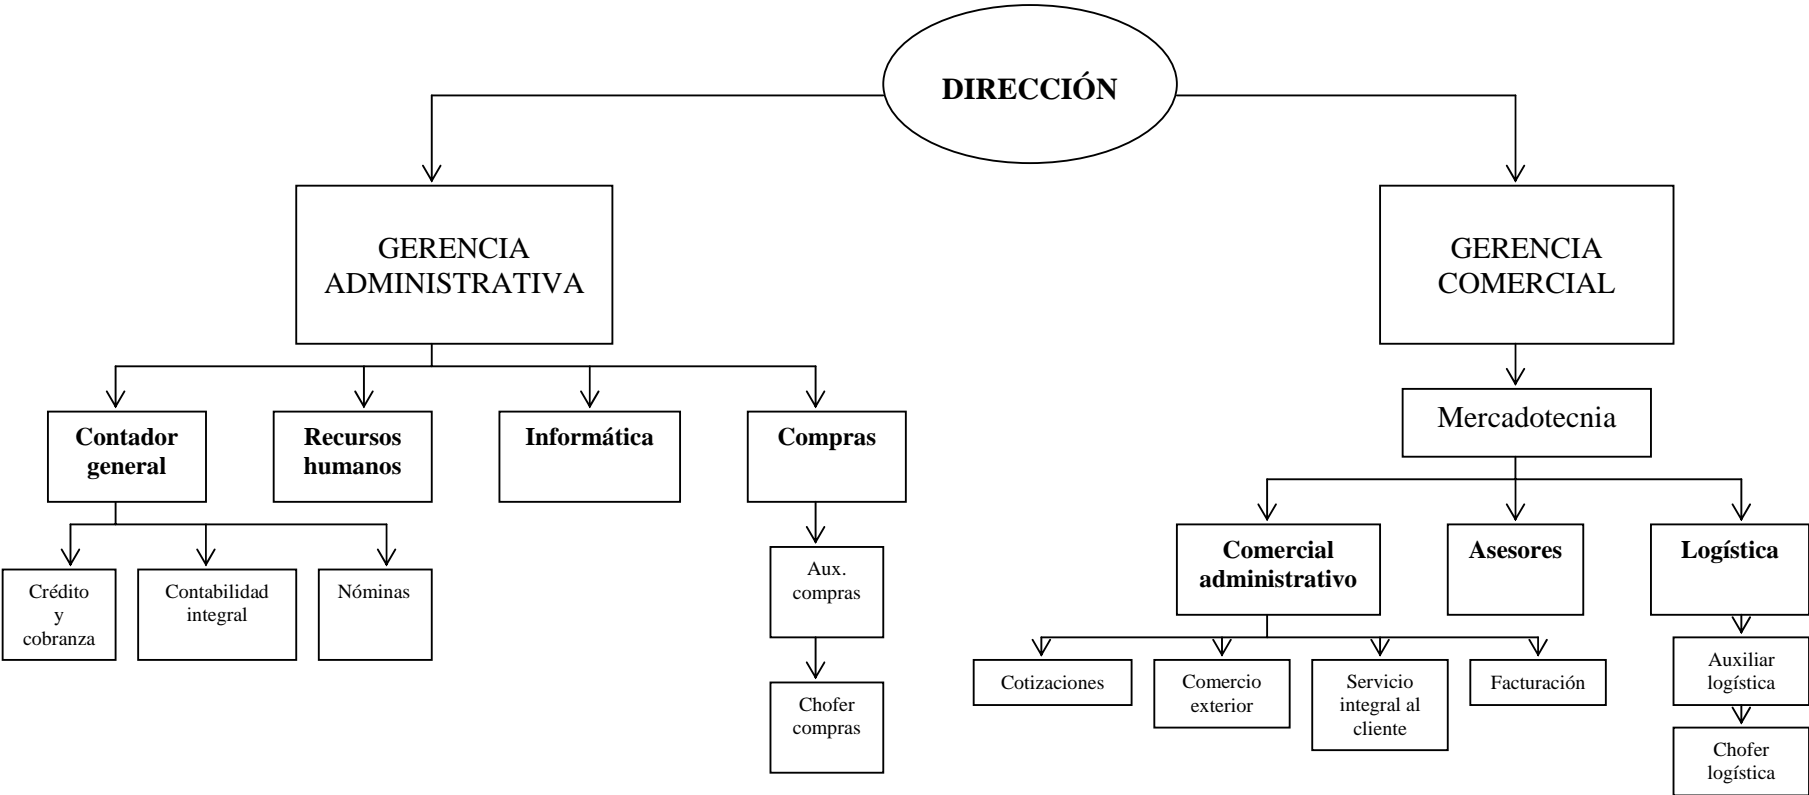 DIRECCIÓN
GERENCIA
ADMINISTRATIVA
GERENCIA
COMERCIAL
Contador
general
Recursos
humanos
Informática
Compras
Mercadotecnia
Crédito
y
cobranza
Contabilidad
integral
Nóminas
Aux.
compras
Chofer
compras
Comercial
administrativo
Asesores
Logística
Cotizaciones
Comercio
exterior
Servicio
integral al
cliente
Facturación
Auxiliar
logística
Chofer
logística